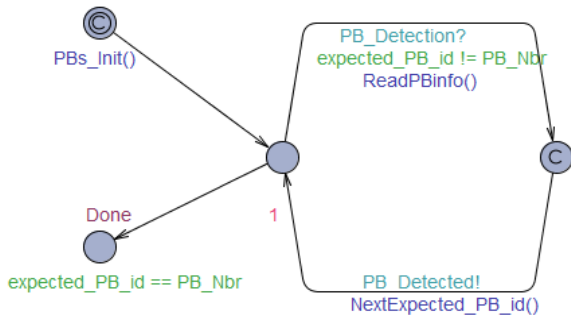 C
PB_Detection?
PBs_Init()
expected_PB_id != PB_Nbr
ReadPBinfo()
C
Done
1
expected_PB_id == PB_Nbr
PB_Detected!
NextExpected_PB_id()